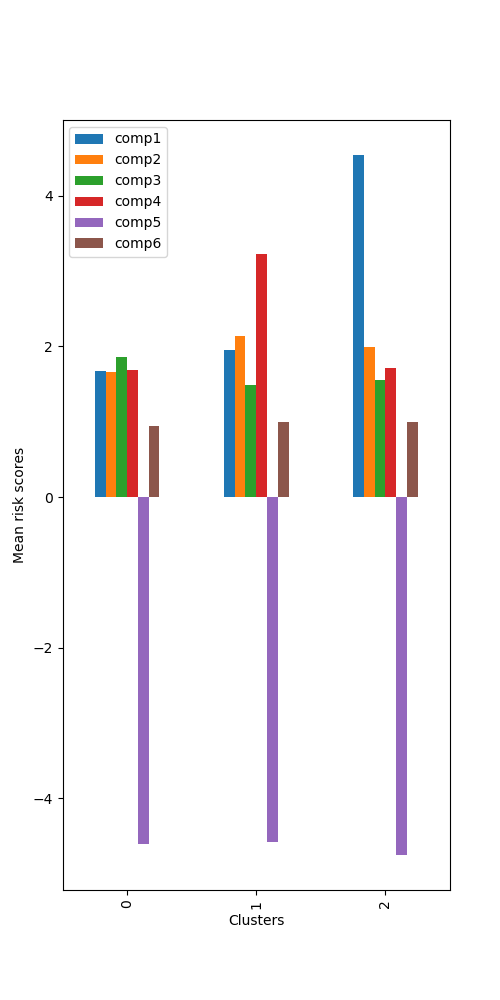 comp1
comp2
comp3
comp4
comp5
comp6
4
2
0
−2
−4
Mean risk scores
0
1
2
Clusters